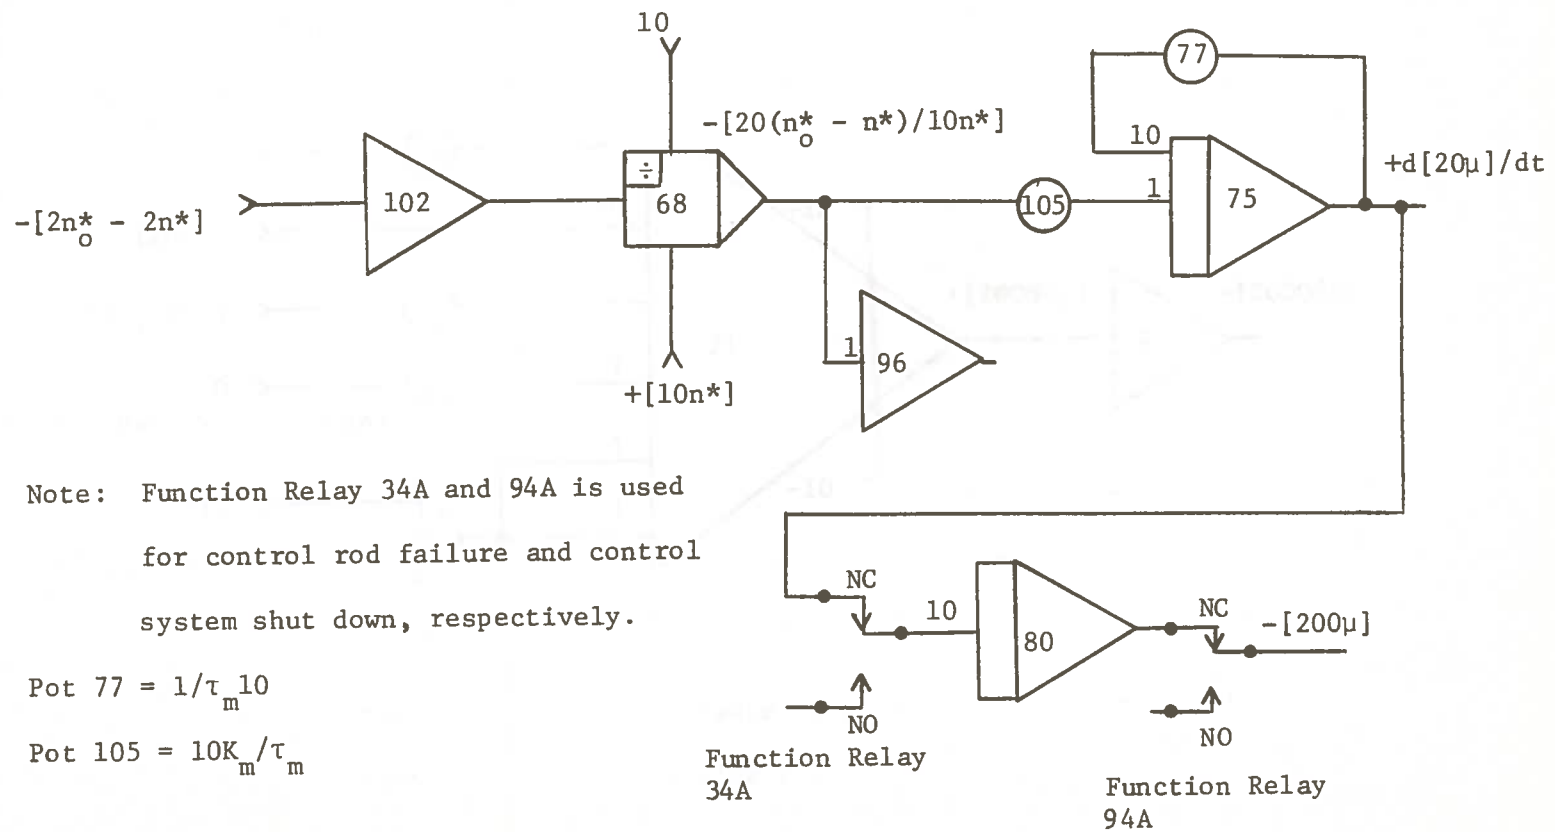 10
-[20(n*o - n*)/10n*]
77
10
+d[20μ]/dt
102
÷
68
105
1
75
-[2n*o - 2n*]
1
96
+[10n*]
Note: Function Relay 34A and 94A is used
for control rod failure and control
system shut down, respectively.
NC
10
80
NC
-[200μ]
Pot 77 = 1/τm10
NO
NO
Pot 105 = 10Km/τm
Function Relay
34A
Function Relay
94A